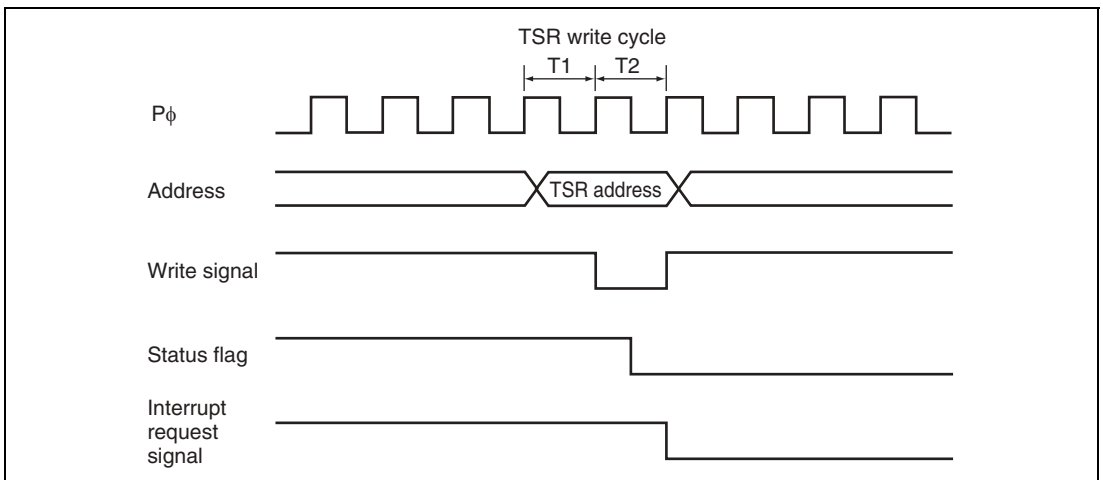 TSR write cycle
T1 T2
Pϕ
Address
TSR address
Write signal
Status flag
Interrupt
request
signal